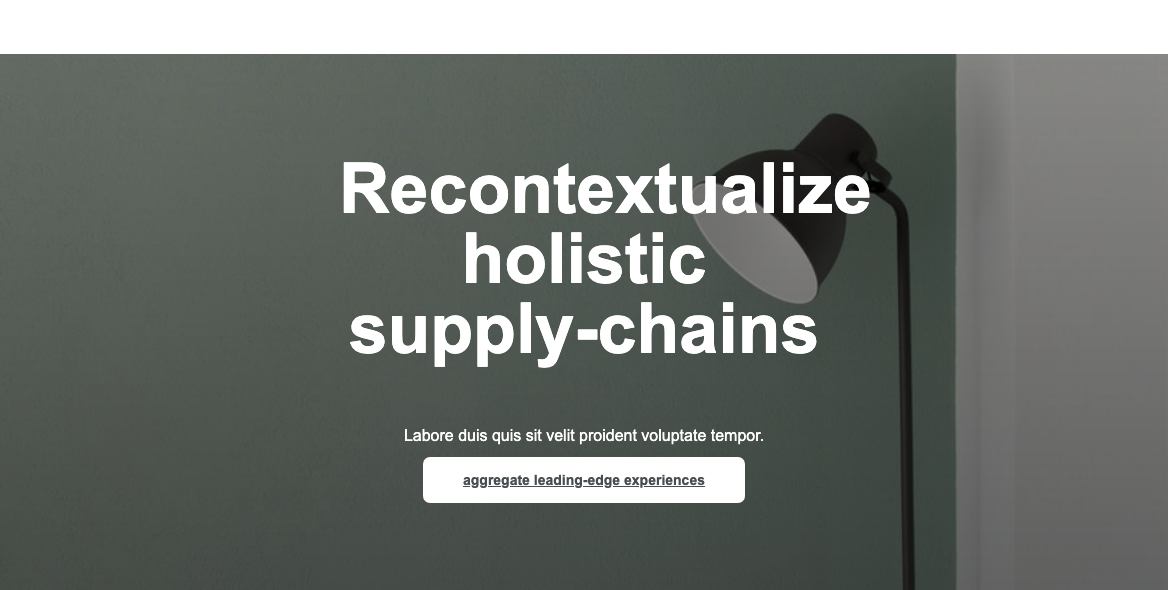 Recontextualize
holistic
supply-chains
Labore duis quis sit velit proident voluptate tempor.
aggregate leading-edge experiences